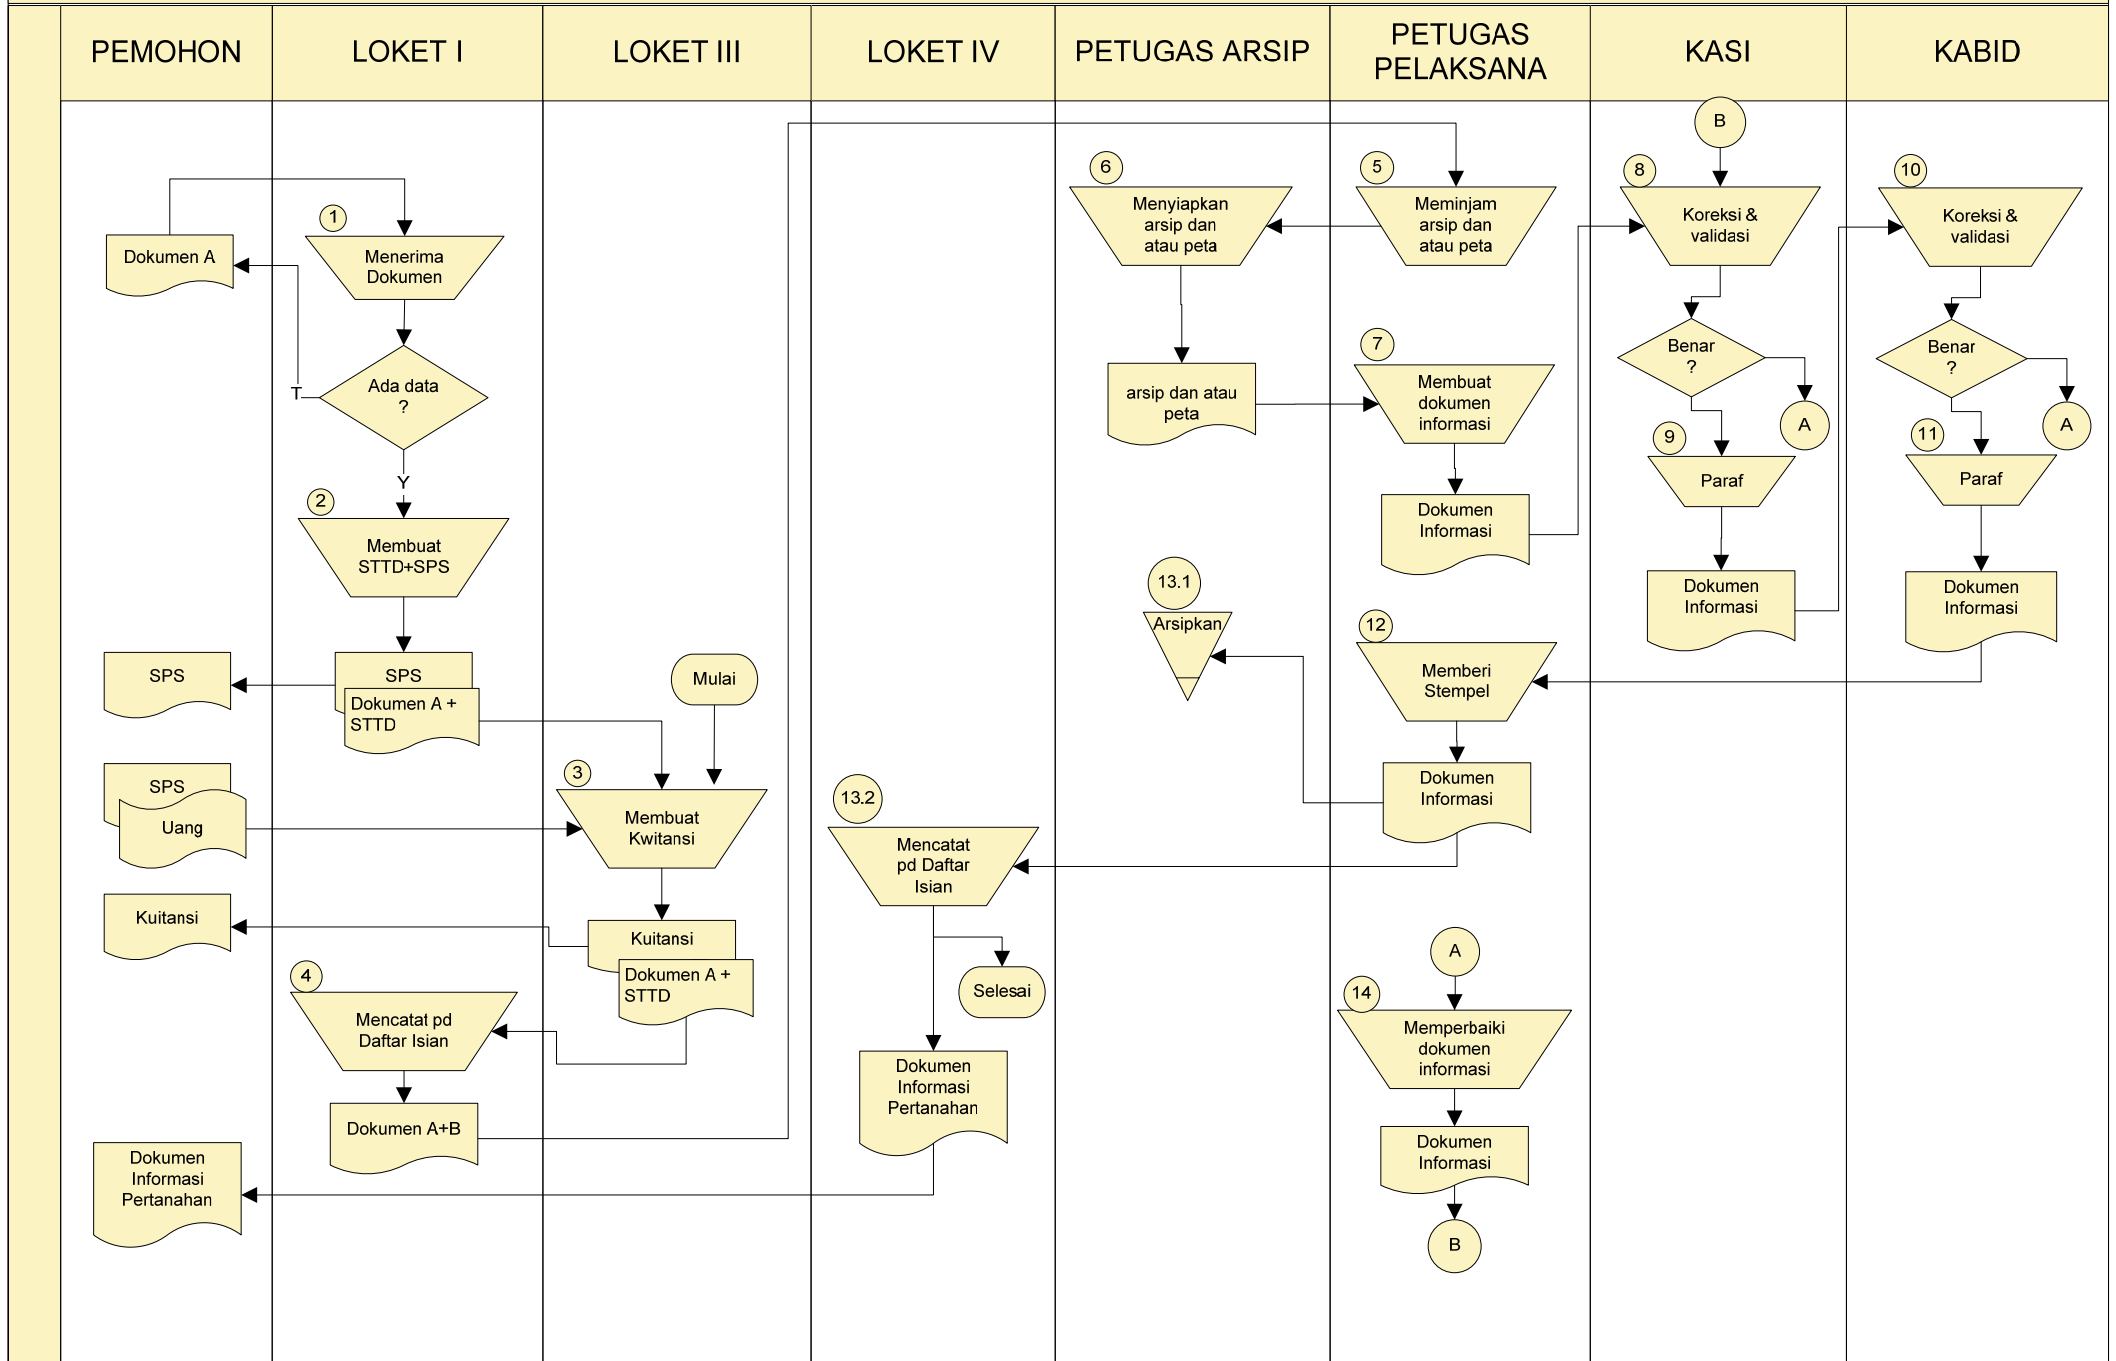 PEMOHON
LOKET I
LOKET III
LOKET IV
PETUGAS ARSIP
PETUGAS
PELAKSANA
KASI
KABID
Dokumen A
1
Menerima
Dokumen
Ada data
?
T
Y
2
Membuat
STTD+SPS
SPS
Dokumen A +
STTD
SPS
SPS
Uang
Kuitansi
Mulai
3
Membuat
Kwitansi
Kuitansi
Dokumen A +
STTD
4
Mencatat pd
Daftar Isian
Dokumen A+B
Dokumen
Informasi
Pertanahan
5
Meminjam
arsip dan
atau peta
6
Menyiapkan
arsip dan
atau peta
arsip dan atau
peta
7
Membuat
dokumen
informasi
Dokumen
Informasi
B
8
Koreksi &
validasi
Benar
?
A
9
Paraf
Dokumen
Informasi
10
Koreksi &
validasi
Benar
?
A
11
Paraf
Dokumen
Informasi
12
Memberi
Stempel
Dokumen
Informasi
13.1
Arsipkan
13.2
Mencatat
pd Daftar
Isian
Selesai
Dokumen
Informasi
Pertanahan
A
14
Memperbaiki
dokumen
informasi
Dokumen
Informasi
B